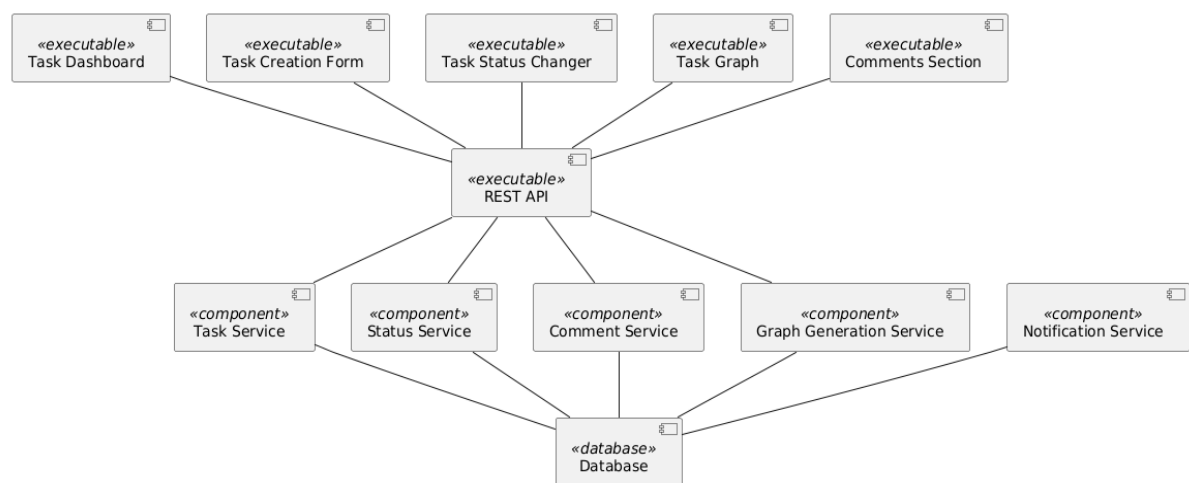 «executable»
Task Dashboard
«executable»
Task Creation Form
«executable»
Task Status Changer
«executable»
Task Graph
«executable»
Comments Section
«executable»
REST API
«component»
Task Service
«component»
Status Service
«component»
Comment Service
«component»
Graph Generation Service
«component»
Notification Service
«database»
Database